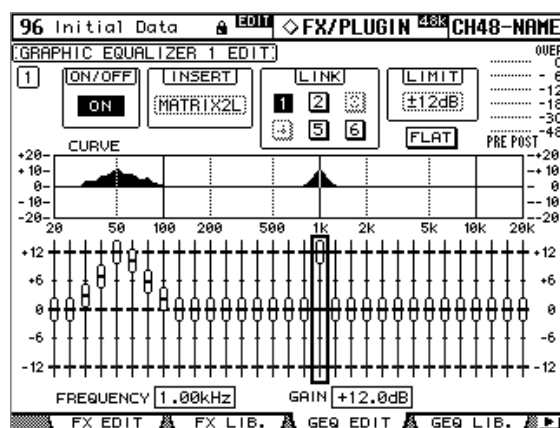 96 Initial Data EDIT ◇FX/PLUGIN 48k CH48-NAME
GRAPHIC EQUALIZER 1 EDIT OVER
1 ON/OFF INSERT LINK LIMIT
ON MATRIX2L 1 2 3 ±12dB
4 5 6 FLAT
0
-6
-12
-18
-30
-48
CURVE PRE POST
+20 +20
+10 +10
0 0
-10 -10
-20 -20
20 50 100 200 500 1K 2K 5K 10K 20K
+12 +12
+6 +6
0 0
-6 -6
-12 -12
FREQUENCY 1.00kHz GAIN +12.0dB
FX EDIT FX LIB. GEQ EDIT GEQ LIB.